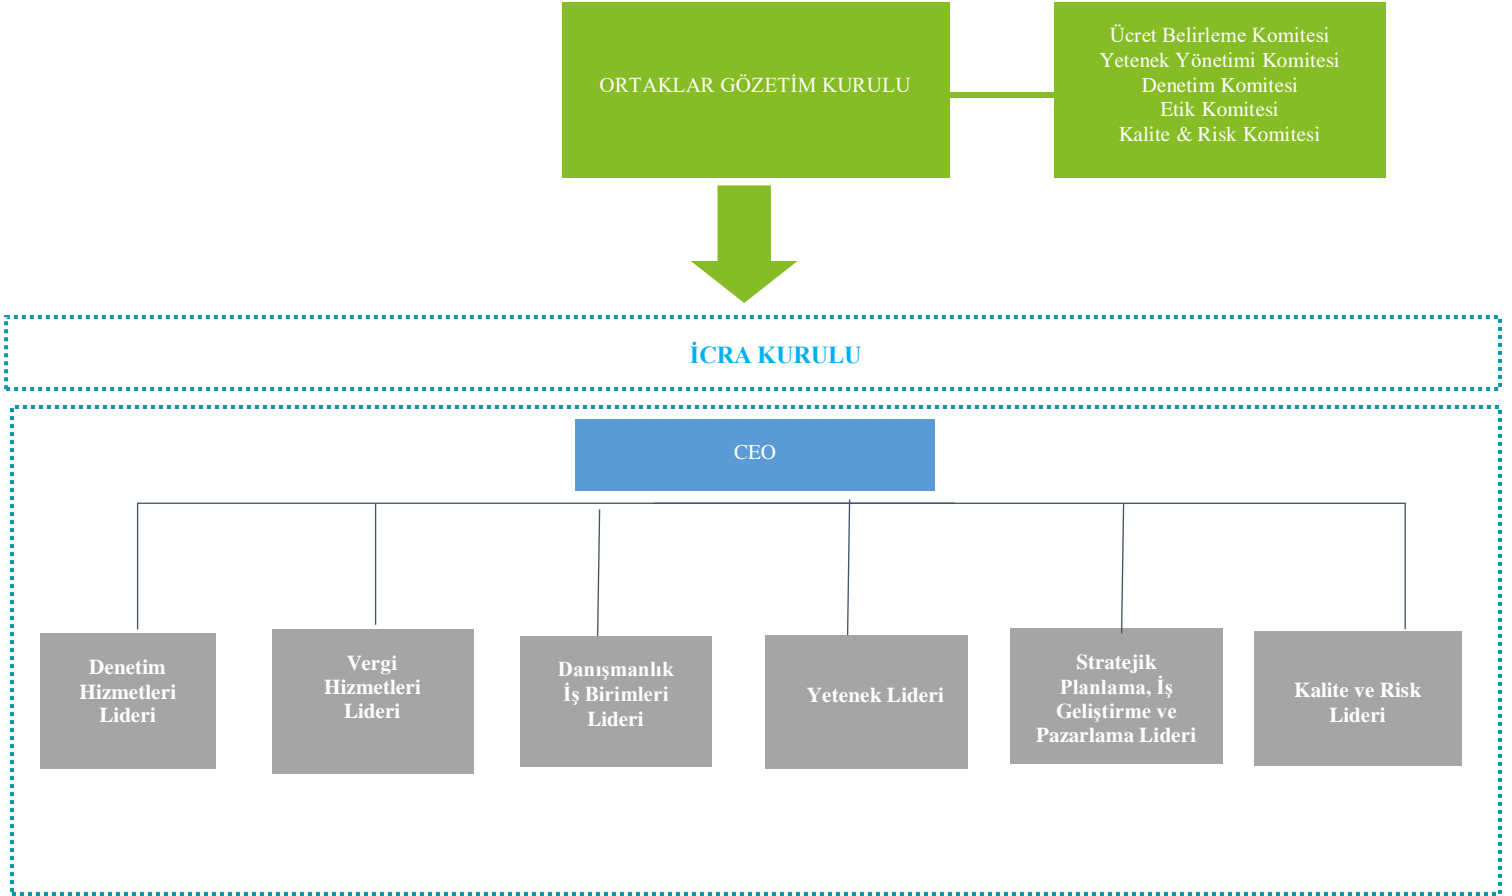 ORTAKLAR GÖZETİM KURULU
Ücret Belirleme Komitesi
Yetenek Yönetimi Komitesi
Denetim Komitesi
Etik Komitesi
Kalite & Risk Komitesi
İCRA KURULU
CEO
Denetim
Hizmetleri
Lideri
Vergi
Hizmetleri
Lideri
Danışmanlık
İş Birimleri
Lideri
Yetenek Lideri
Stratejik
Planlama, İş
Geliştirme ve
Pazarlama Lideri
Kalite ve Risk
Lideri